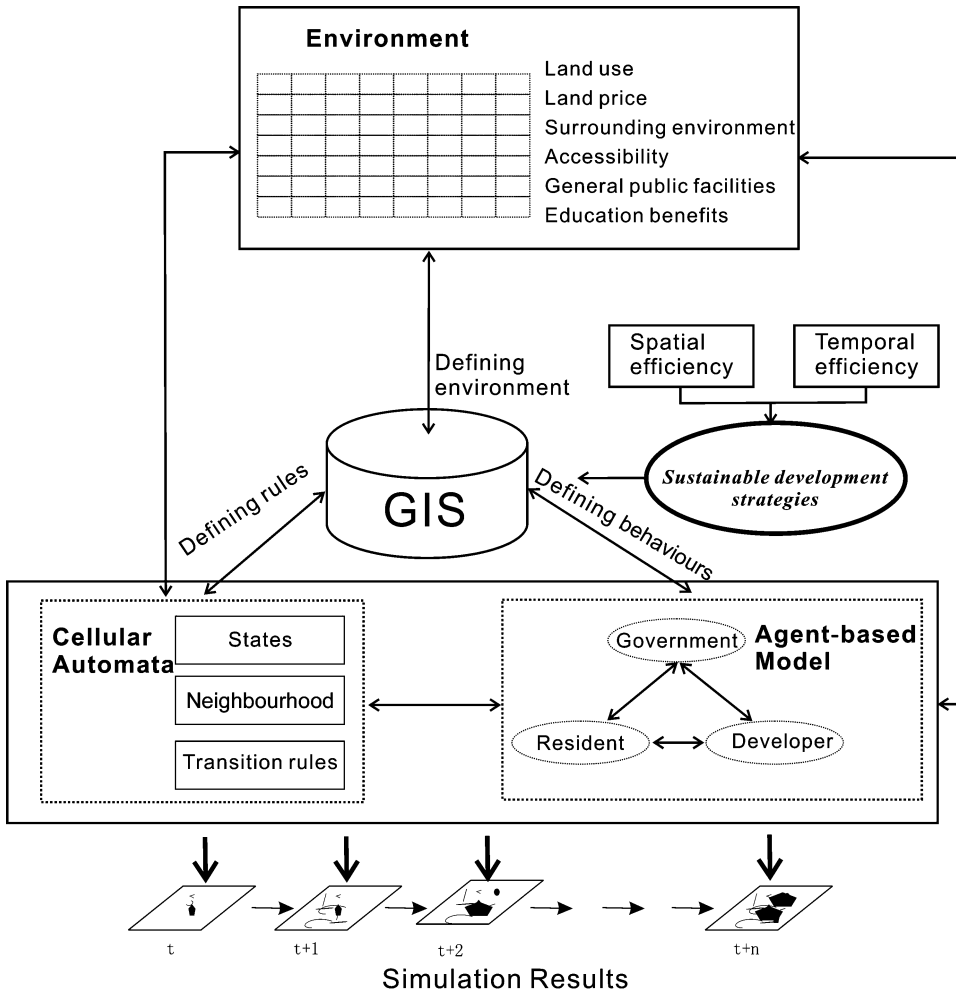 Environment
Land use
Land price
Surrounding environment
Accessibility
General public facilities
Education benefits
Defining
environment
Spatial
efficiency
Temporal
efficiency
Sustainable development
strategies
Defining rules
GIS
Defining behaviours
Cellular
Automata
States
Neighbourhood
Transition rules
Agent-based
Model
Government
Resident
Developer
t
t+1
t+2
t+n
Simulation Results